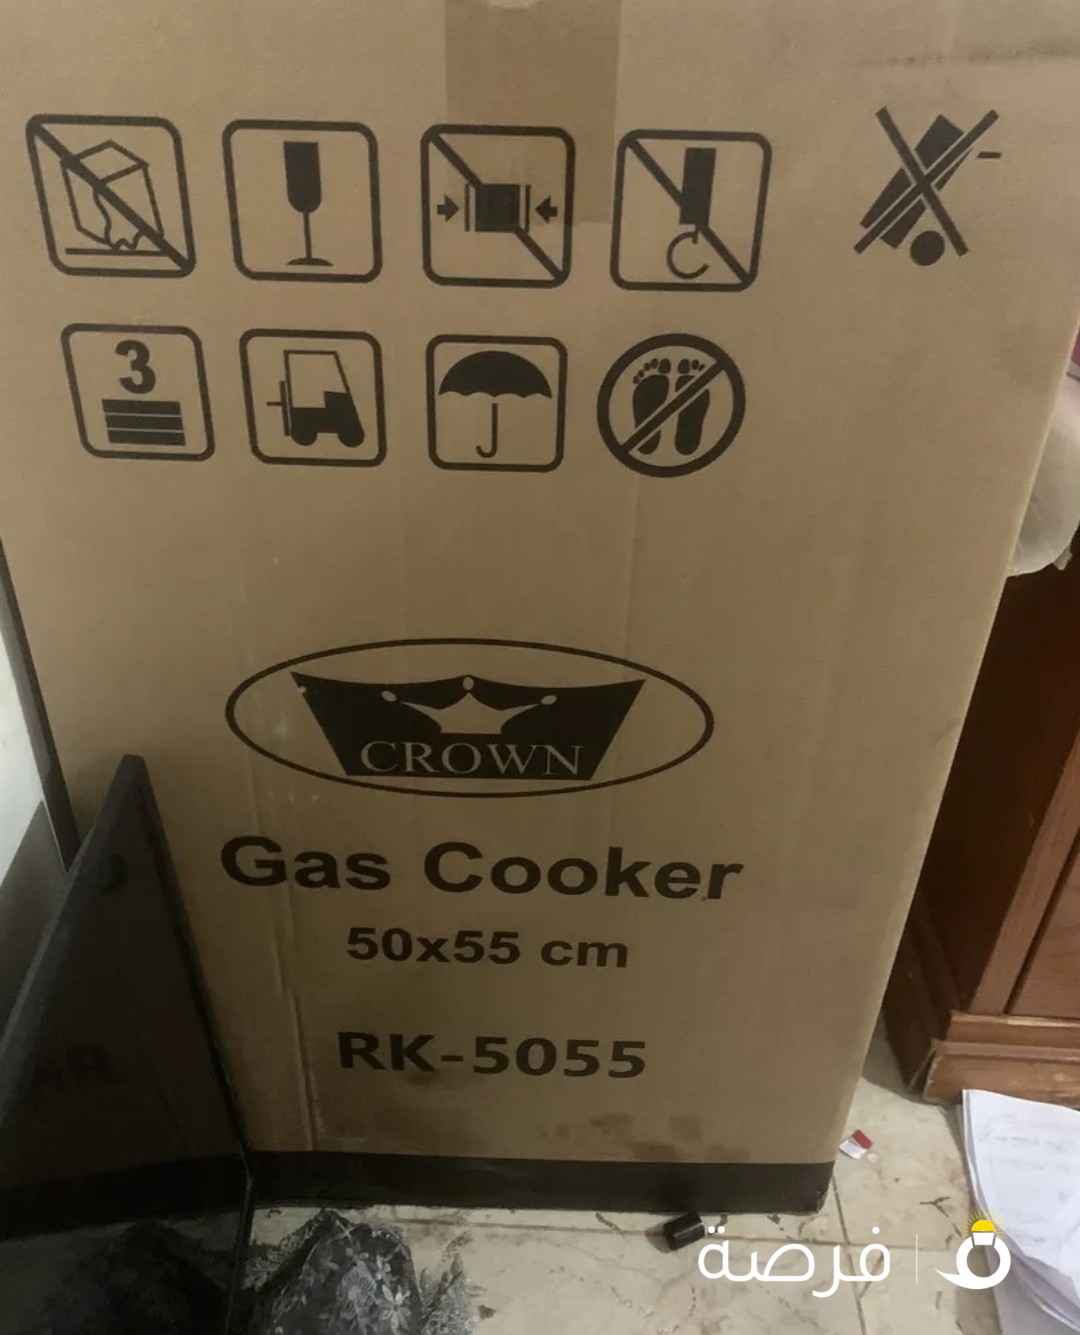 3
CROWN
Gas Cooker
50x55 cm
RK-5055
فرصة